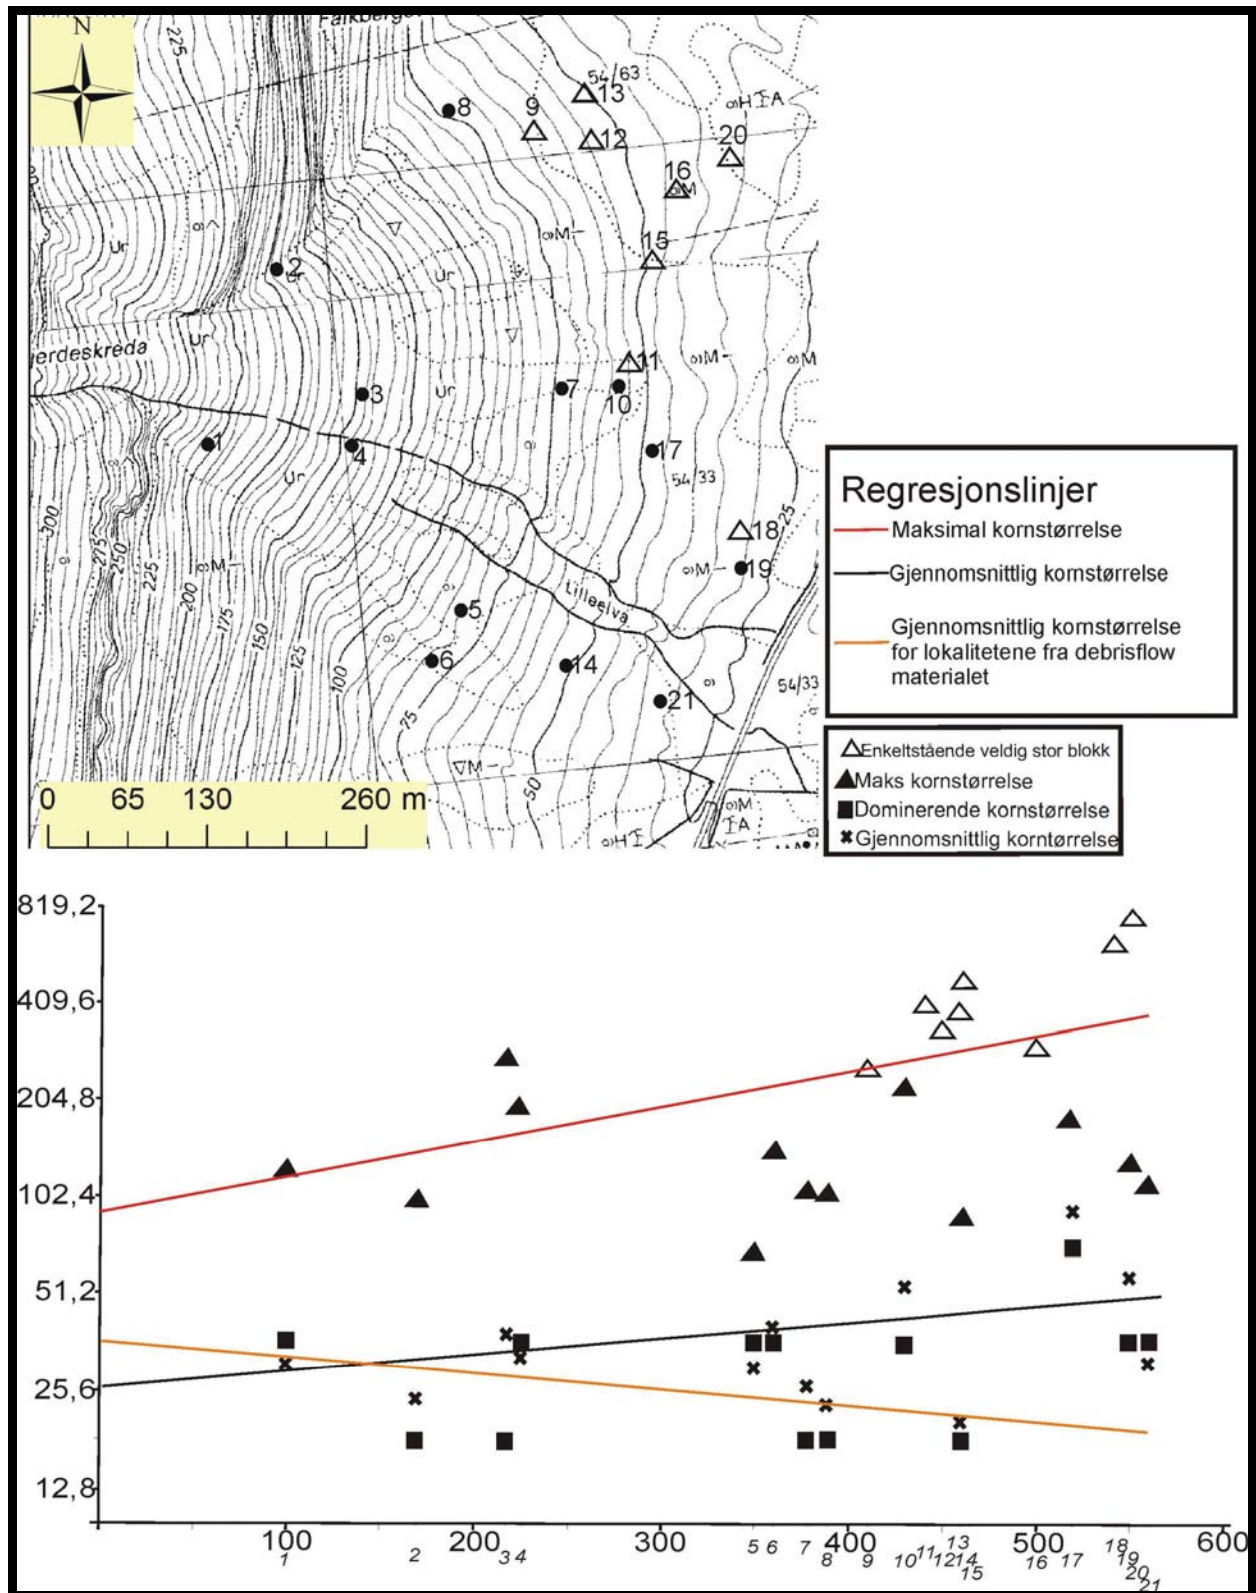 N
225
Falkberge
54/63
13
8
9
12
HIA
20
16
M
Ur
M
15
2
Ur
Ur
erdeskreda
3
Ur
11
M
M
7
10
1
4
17
Ur
54/33
300
275
250
225
M
200
175
150
125
100
75
50
18
25
M
19
Lilleelva
5
6
14
21
54/33
M
M
HI
IA
0 65 130 260 m
Regresjonslinjer
Maksimal kornstørrelse
Gjennomsnittlig kornstørrelse
Gjennomsnittlig kornstørrelse
for lokalitetene fra debrisflow
materialet
Enkeltstående veldig stor blokk
Maks kornstørrelse
Dominerende kornstørrelse
Gjennomsnittlig korntørrelse
819,2
409,6
204,8
102,4
51,2
25,6
12,8
100 200 300 400 500 600
1 2 3 4 5 6 7 8 9 10 11 12 13 14 15 16 17 18 19 20 21